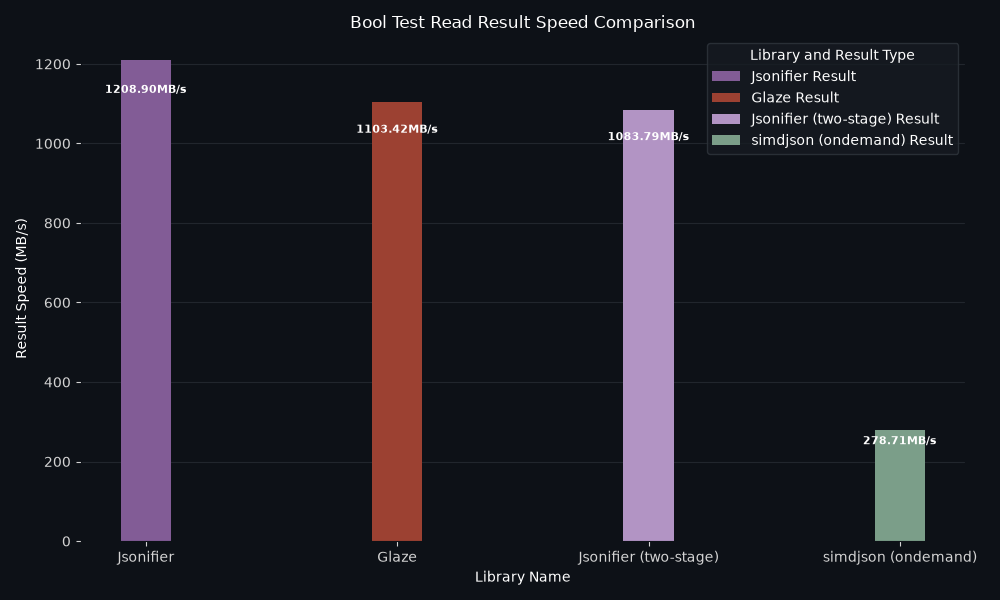 Bool Test Read Result Speed Comparison
Library and Result Type
Jsonifier Result
Glaze Result
Jsonifier (two-stage) Result
simdjson (ondemand) Result
Result Speed (MB/s)
1200
1000
800
600
400
200
0
1208.90MB/s
1103.42MB/s
1083.79MB/s
278.71MB/s
Jsonifier
Glaze
Jsonifier (two-stage)
simdjson (ondemand)
Library Name